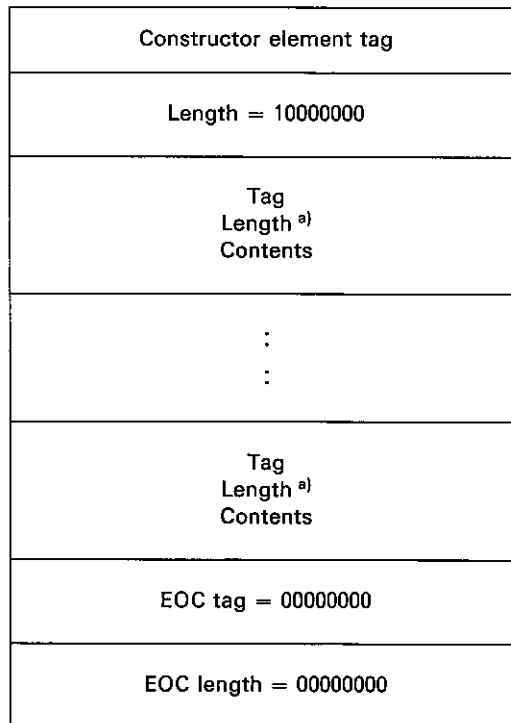 Constructor element tag
Length = 10000000
Tag
Length a)
Contents
:
:
Tag
Length a)
Contents
EOC tag = 00000000
EOC length = 00000000